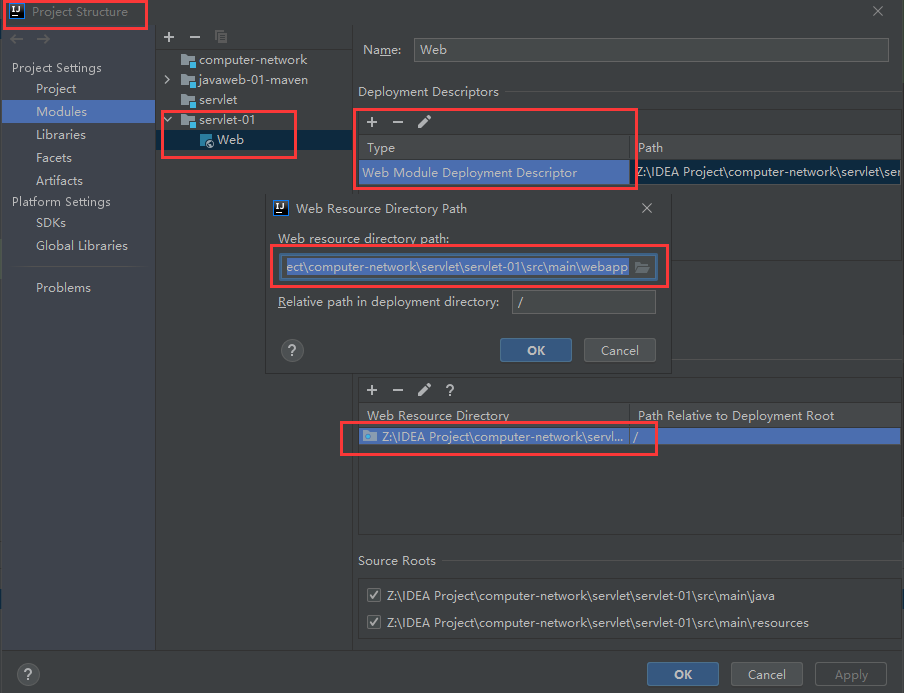 IJ Project Structure
Project Settings
Project
Modules
Libraries
Facets
Artifacts
Platform Settings
SDKs
Global Libraries
Problems
computer-network
javaweb-01-maven
servlet
servlet-01
Web
Name: Web
Deployment Descriptors
Type Path
Web Module Deployment Descriptor Z:\IDEA Project\computer-network\servlet\ser
IJ Web Resource Directory Path
Web resource directory path:
ect\computer-network\servlet\servlet-01\src\main\webapp
Relative path in deployment directory: /
? OK Cancel
?
Web Resource Directory Path Relative to Deployment Root
Z:\IDEA Project\computer-network\servl... /
Source Roots
Z:\IDEA Project\computer-network\servlet\servlet-01\src\main\java
Z:\IDEA Project\computer-network\servlet\servlet-01\src\main\resources
? OK Cancel Apply